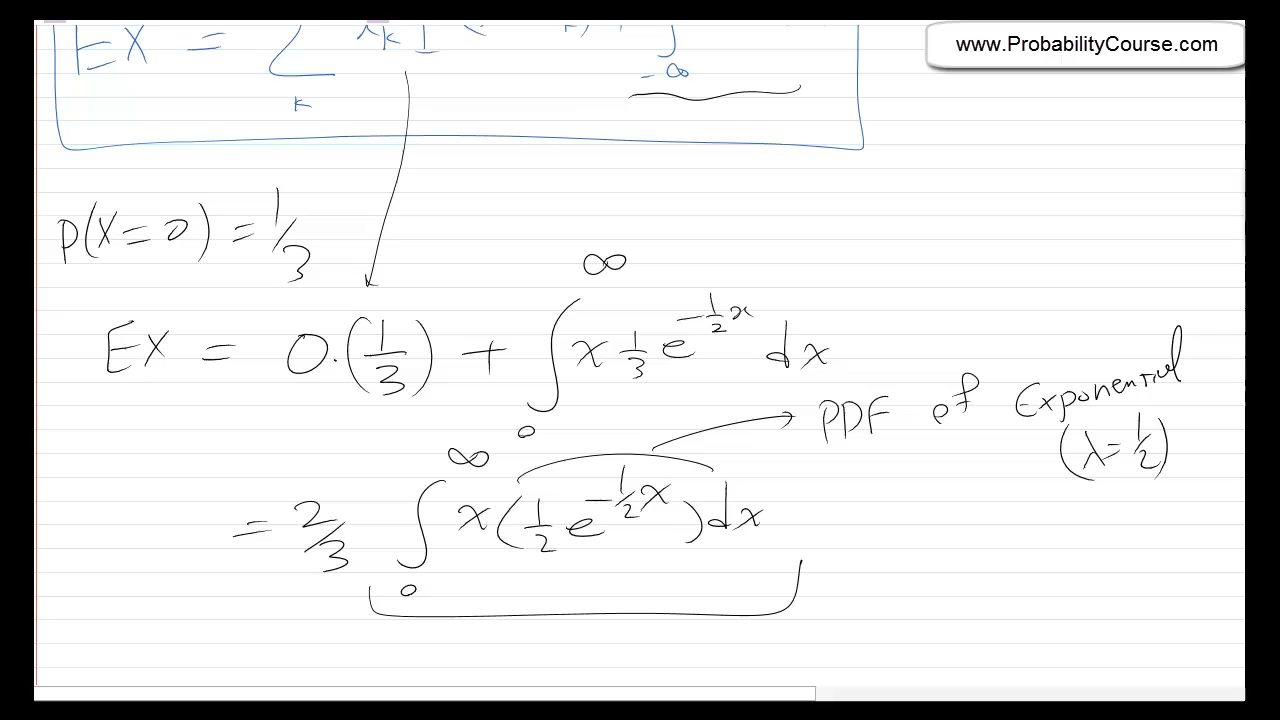 www.ProbabilityCourse.com
EX = ∑
k
-∞
P(X=0) = 1/3
EX = 0·(1/3) + ∫₀^∞ x 1/3 e^(-1/2 x) dx
PDF of Exponential
(λ=1/2)
= 2/3 ∫₀^∞ x(1/2 e^(-1/2 x)) dx